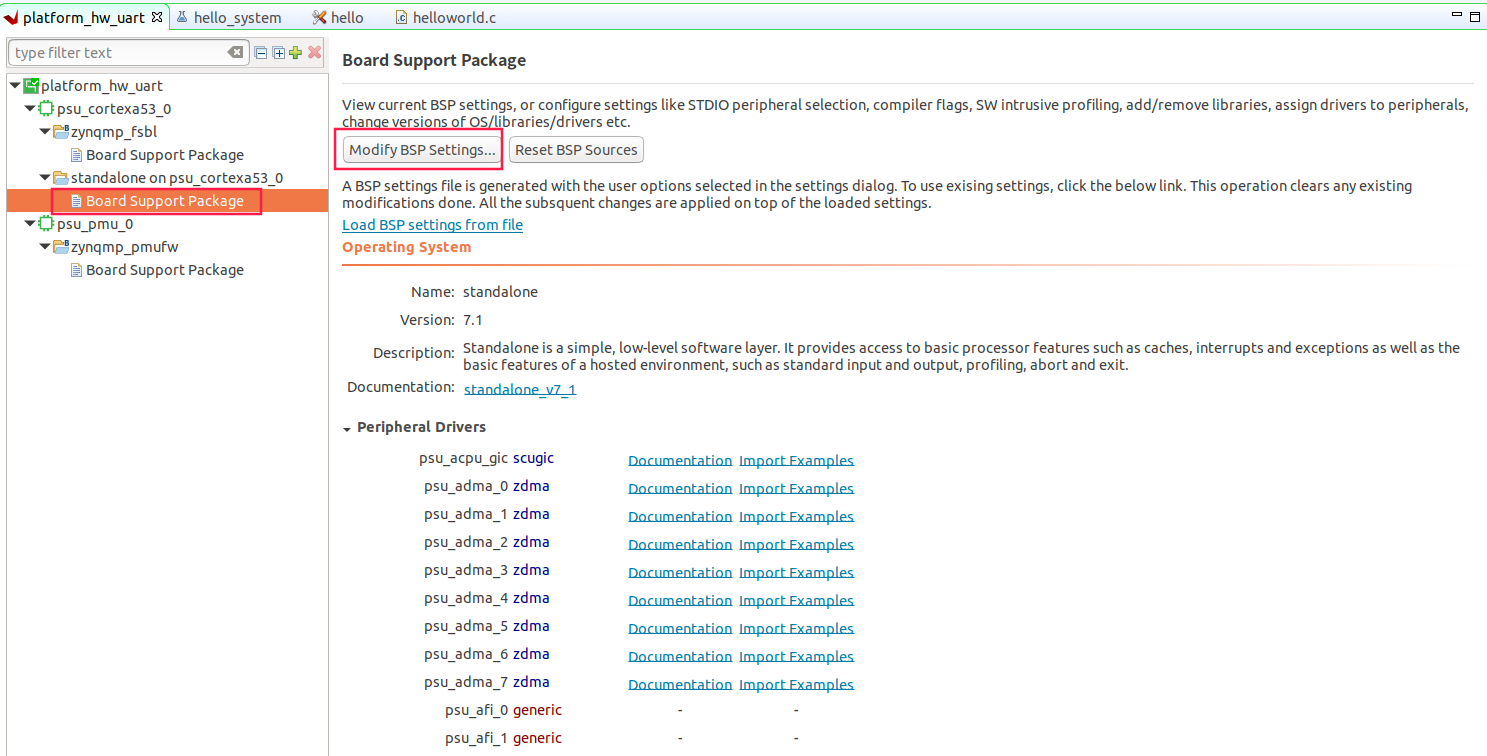 platform_hw_uart
hello_system
hello
helloworld.c
type filter text
platform_hw_uart
psu_cortexa53_0
zynqmp_fsbl
Board Support Package
standalone on psu_cortexa53_0
Board Support Package
psu_pmu_0
zynqmp_pmufw
Board Support Package
Board Support Package
View current BSP settings, or configure settings like STDIO peripheral selection, compiler flags, SW intrusive profiling, add/remove libraries, assign drivers to peripherals,
change versions of OS/libraries/drivers etc.
Modify BSP Settings... Reset BSP Sources
A BSP settings file is generated with the user options selected in the settings dialog. To use exising settings, click the below link. This operation clears any existing
modifications done. All the subsquent changes are applied on top of the loaded settings.
Load BSP settings from file
Operating System
Name: standalone
Version: 7.1
Description: Standalone is a simple, low-level software layer. It provides access to basic processor features such as caches, interrupts and exceptions as well as the
basic features of a hosted environment, such as standard input and output, profiling, abort and exit.
Documentation: standalone_v7_1
Peripheral Drivers
psu_acpu_gic scugic Documentation Import Examples
psu_adma_0 zdma Documentation Import Examples
psu_adma_1 zdma Documentation Import Examples
psu_adma_2 zdma Documentation Import Examples
psu_adma_3 zdma Documentation Import Examples
psu_adma_4 zdma Documentation Import Examples
psu_adma_5 zdma Documentation Import Examples
psu_adma_6 zdma Documentation Import Examples
psu_adma_7 zdma Documentation Import Examples
psu_afi_0 generic - -
psu_afi_1 generic - -